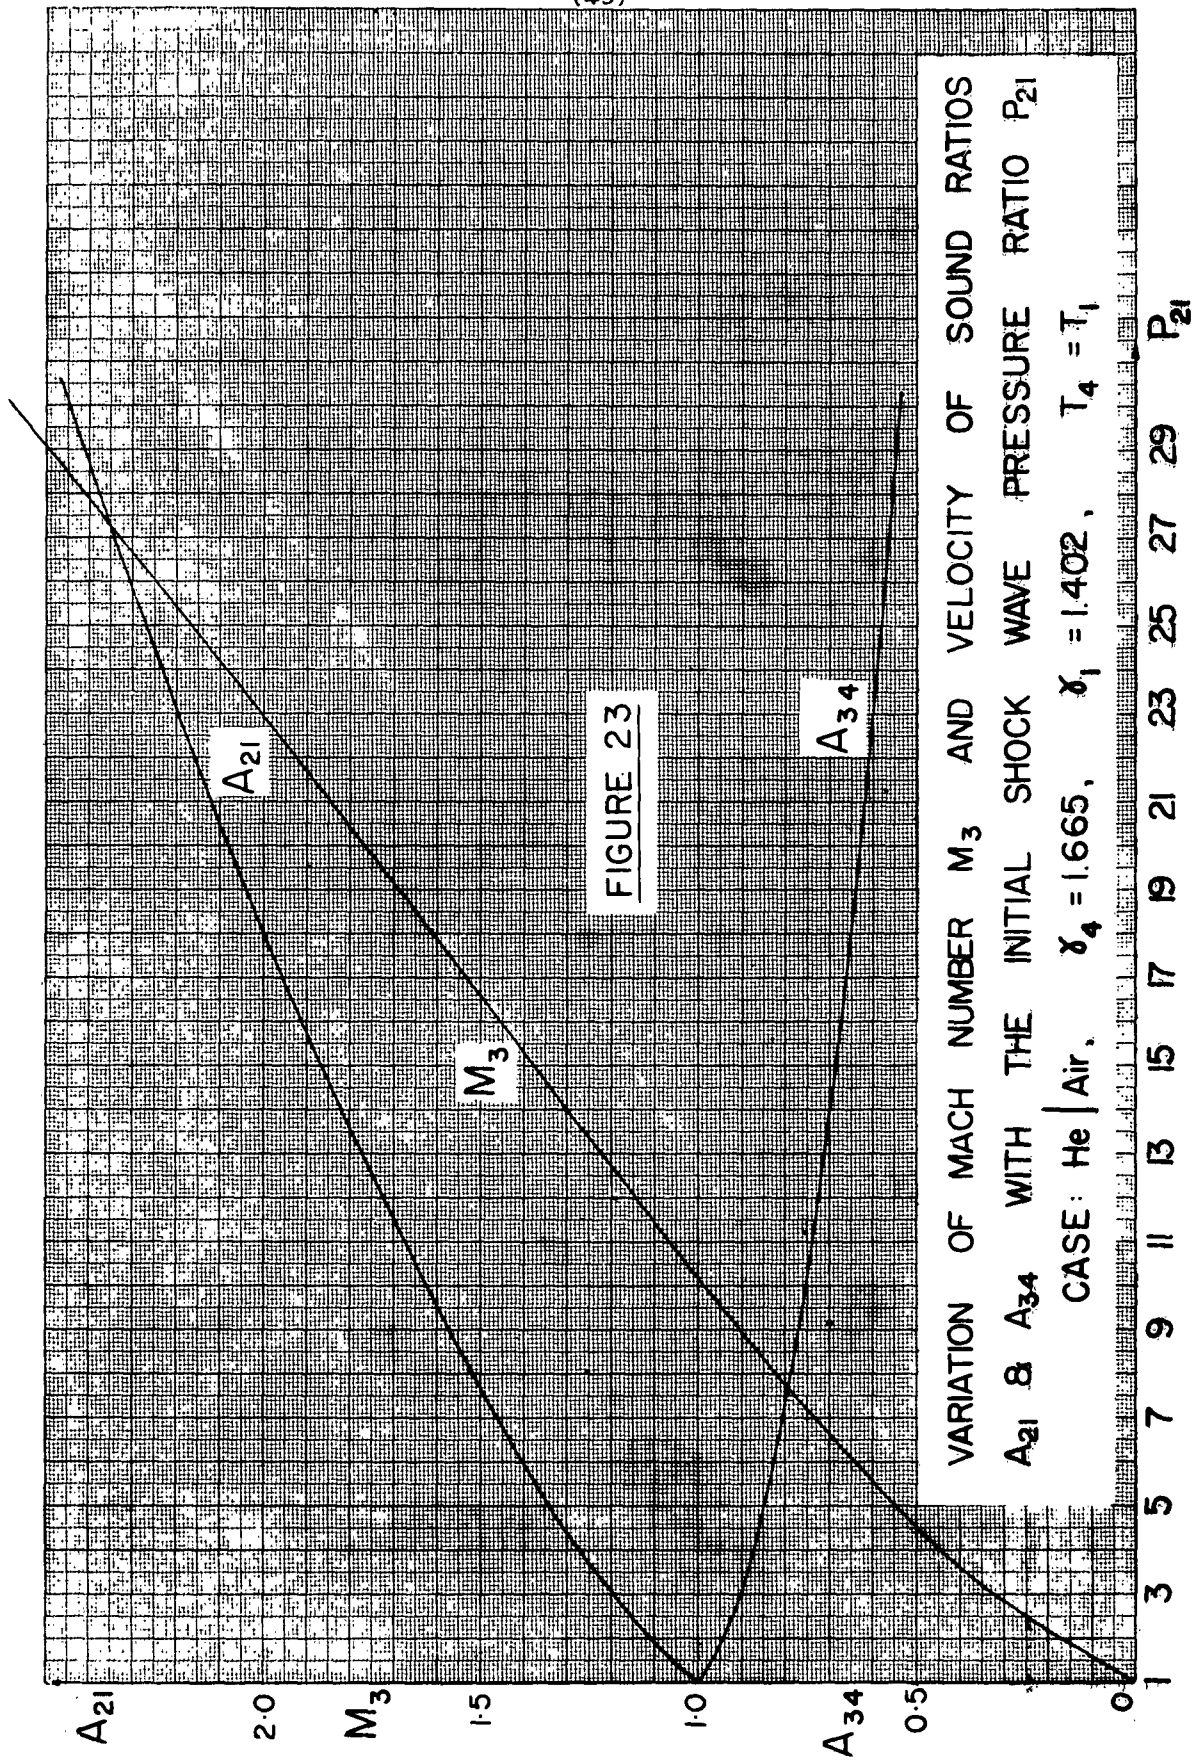 (45)
A21
2.0
M3
1.5
1.0
A34
0.5
0
A21
M3
FIGURE 23
A34
VARIATION OF MACH NUMBER M3 AND VELOCITY OF SOUND RATIOS
A21 & A34 WITH THE INITIAL SHOCK WAVE PRESSURE RATIO P21
CASE: He | Air. γ4 = 1.665, γ1 = 1.402, T4 = T1
1 3 5 7 9 11 13 15 17 19 21 23 25 27 29 P21